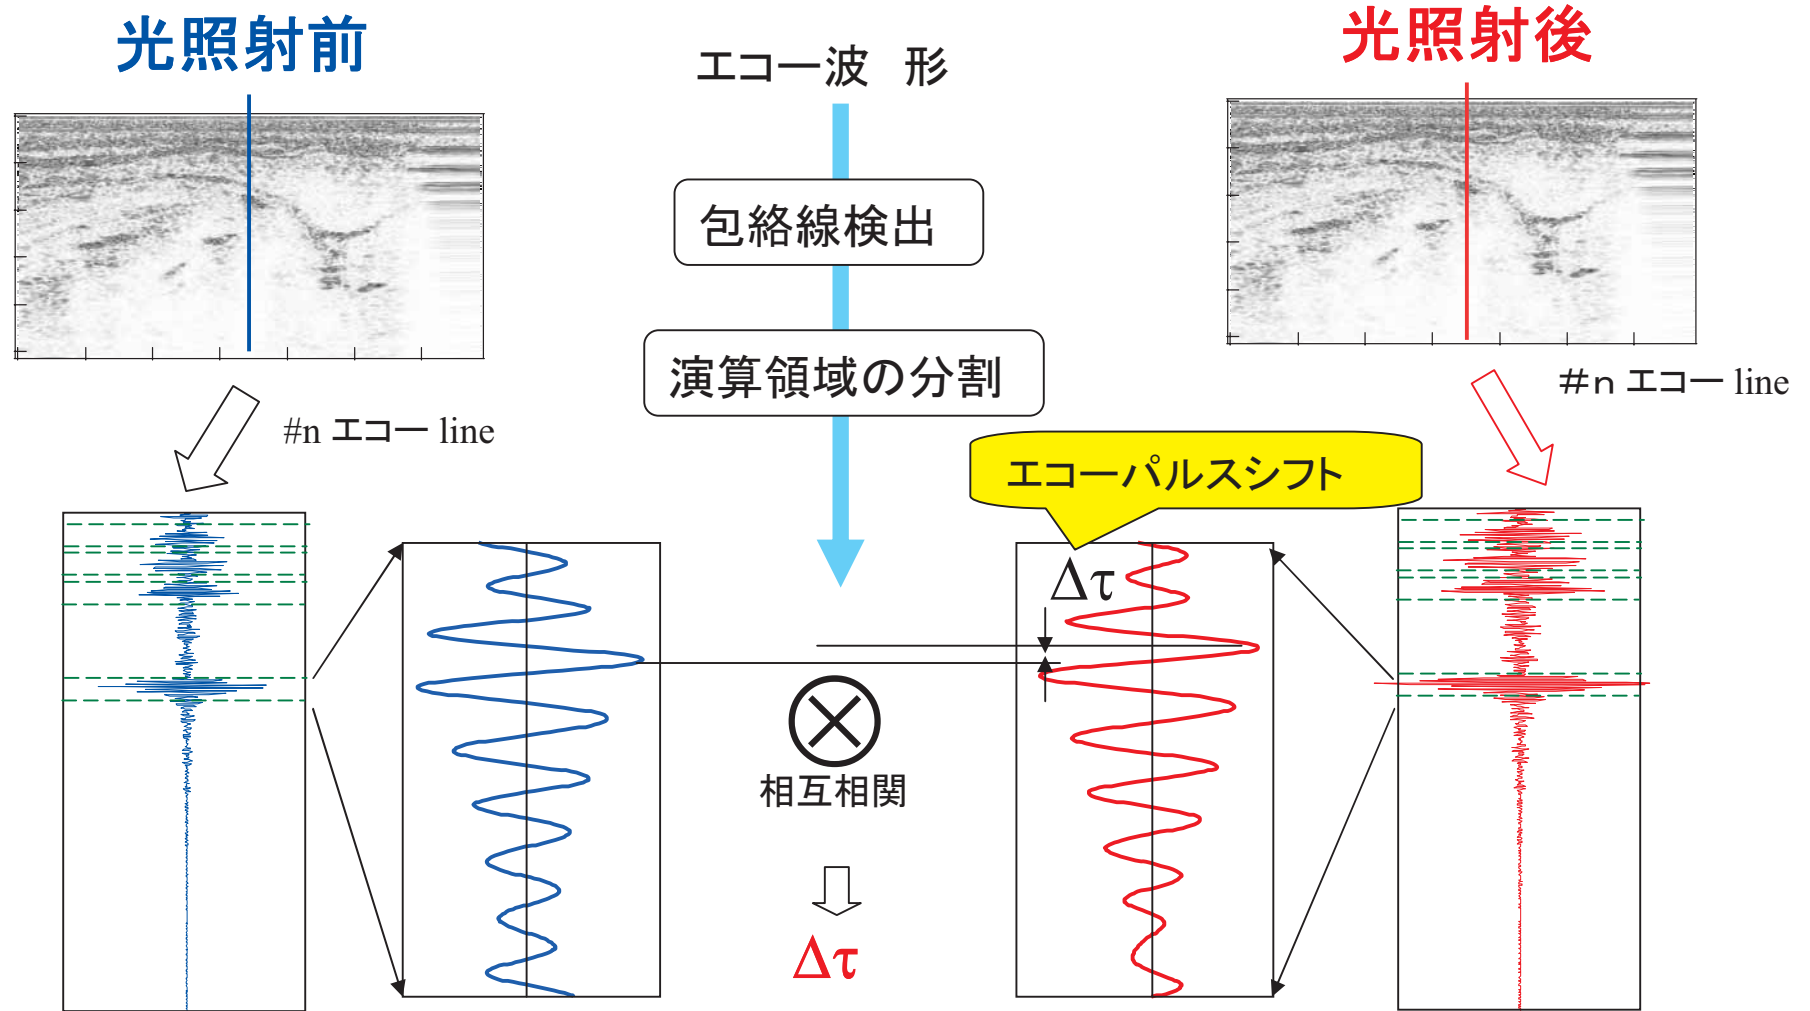 光照射前
エコー波　形
光照射後
包絡線検出
演算領域の分割
#n エコー line
＃ｎ エコー line
エコーパルスシフト
Δτ
相互相関
Δτ